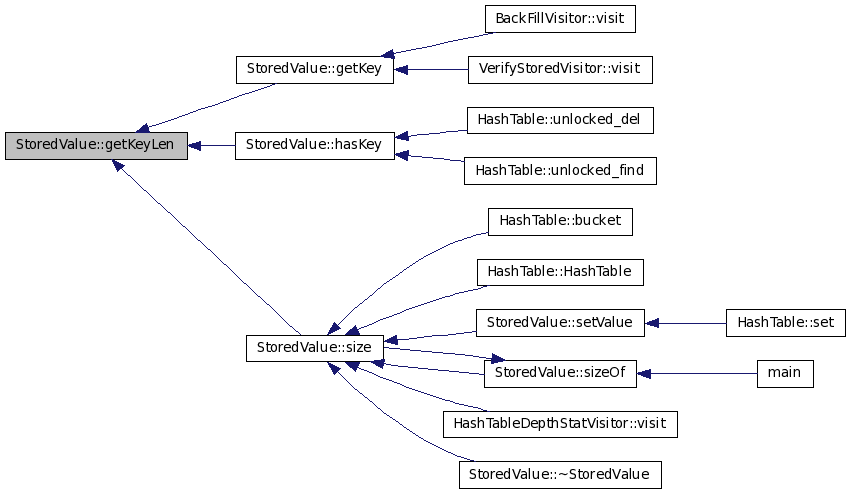 BackFillVisitor::visit
StoredValue::getKey
VerifyStoredVisitor::visit
HashTable::unlocked_del
StoredValue::getKeyLen
StoredValue::hasKey
HashTable::unlocked_find
HashTable::bucket
HashTable::HashTable
StoredValue::setValue
HashTable::set
StoredValue::size
StoredValue::sizeOf
main
HashTableDepthStatVisitor::visit
StoredValue::~StoredValue